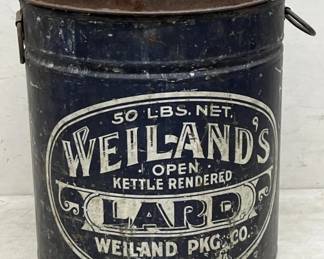 50 LBS. NET.
WEILAND'S
OPEN
KETTLE RENDERED
LARD
WEILAND PKG. CO.